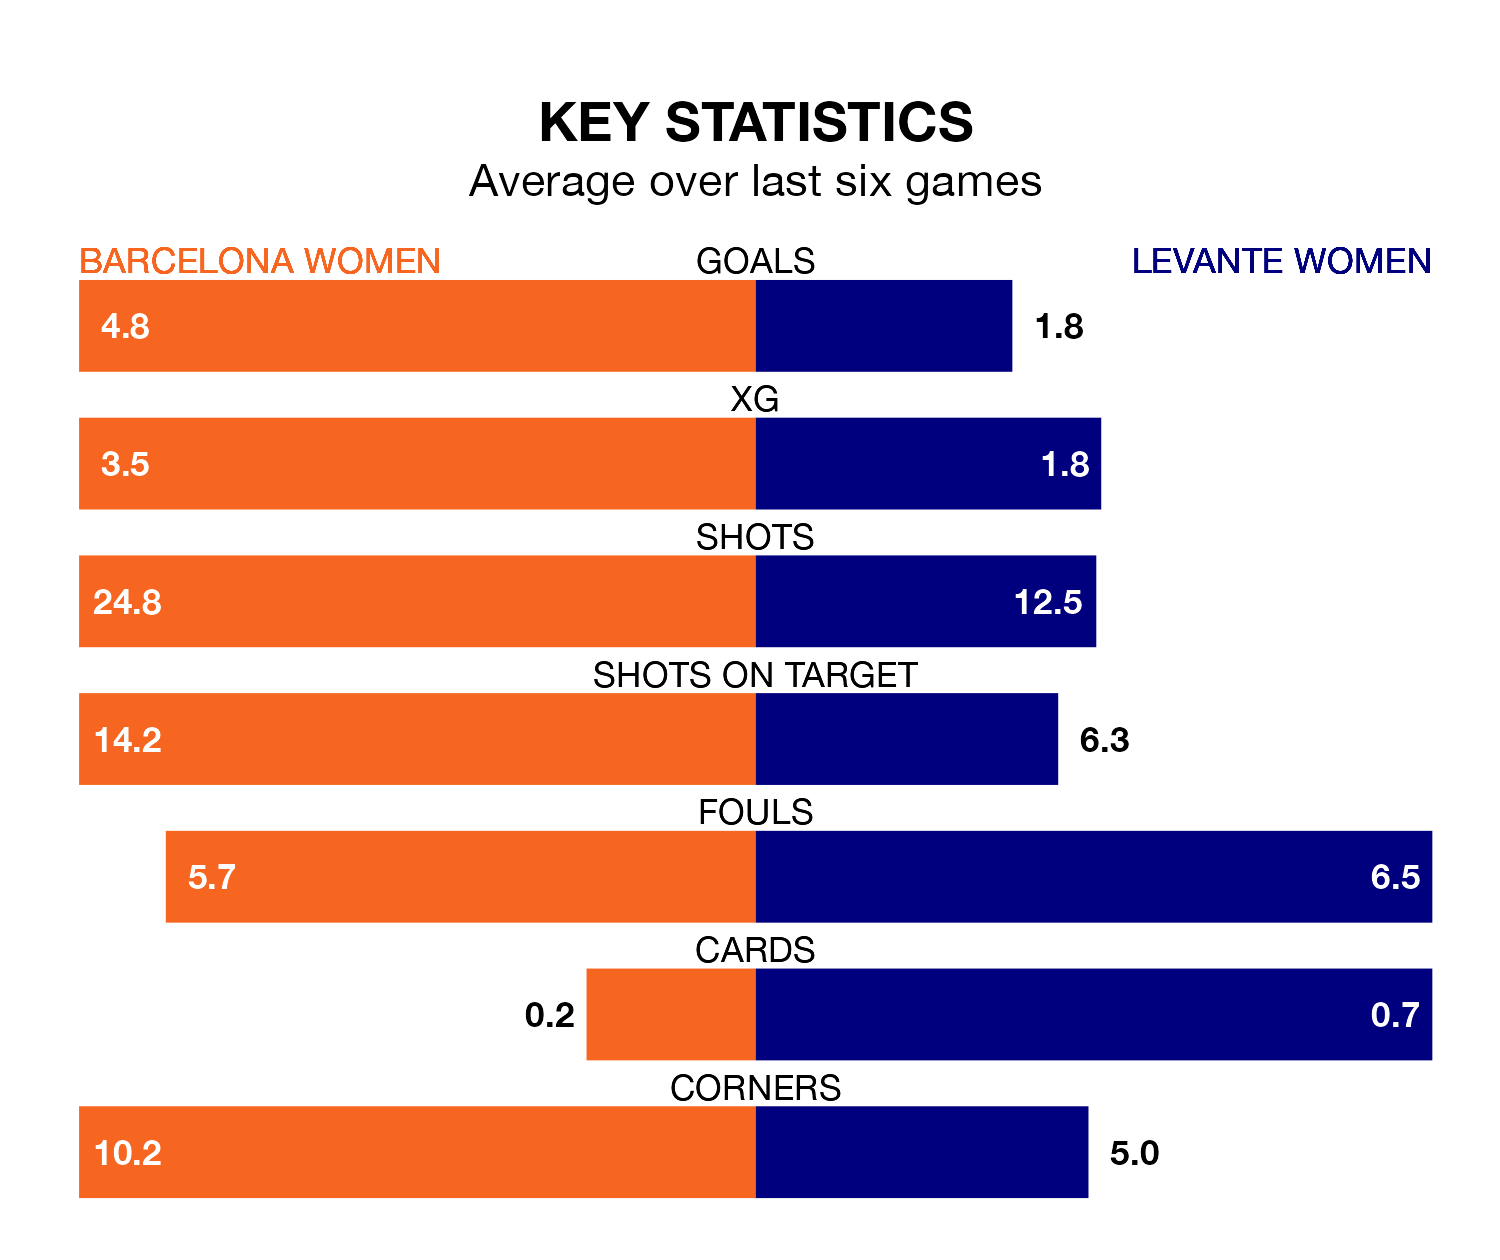 KEY STATISTICS
Average over last six games
BARCELONA WOMEN GOALS LEVANTE WOMEN
4.8 1.8
XG
3.5 1.8
SHOTS
24.8 12.5
SHOTS ON TARGET
14.2 6.3
FOULS
5.7 6.5
CARDS
0.2 0.7
CORNERS
10.2 5.0